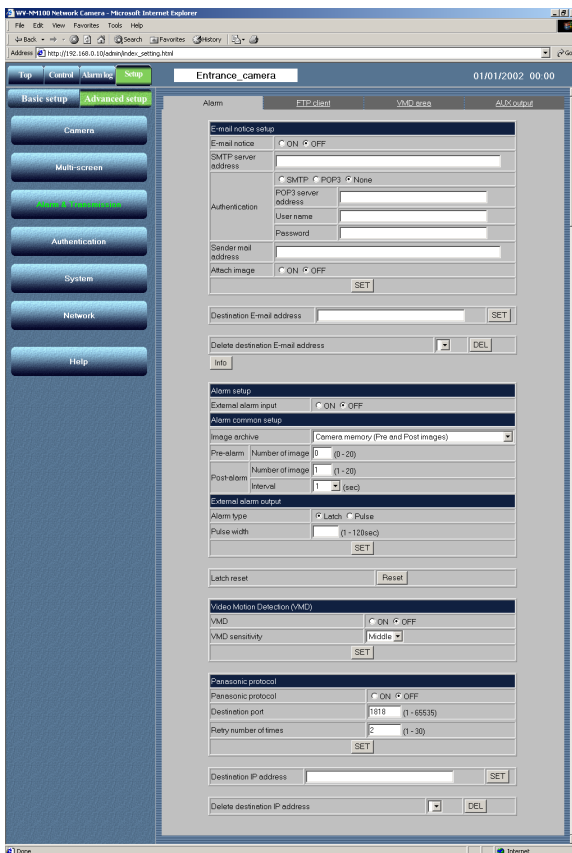 WV-NM100 Network Camera - Microsoft Internet Explorer
File Edit View Favorites Tools Help
Back Search Favorites History
Address http://192.168.0.10/admin/index_setting.html Go
Top Control Alarm log Setup Entrance_camera 01/01/2002 00:00
Basic setup Advanced setup
Camera
Multi-screen
Alarm & Transmission
Authentication
System
Network
Help
Alarm FTP client VMD area AUX output
E-mail notice setup
E-mail notice ON OFF
SMTP server address
Authentication SMTP POP3 None
POP3 server address
User name
Password
Sender mail address
Attach image ON OFF
SET
Destination E-mail address SET
Delete destination E-mail address DEL
Info
Alarm setup
External alarm input ON OFF
Alarm common setup
Image archive Camera memory (Pre and Post images)
Pre-alarm Number of image 0 (0-20)
Post-alarm Number of image 1 (1-20)
Interval 1 (sec)
External alarm output
Alarm type Latch Pulse
Pulse width (1-120sec)
SET
Latch reset Reset
Video Motion Detection (VMD)
VMD ON OFF
VMD sensitivity Middle
SET
Panasonic protocol
Panasonic protocol ON OFF
Destination port 1818 (1-65535)
Retry number of times 2 (1-30)
SET
Destination IP address SET
Delete destination IP address DEL
Done Internet